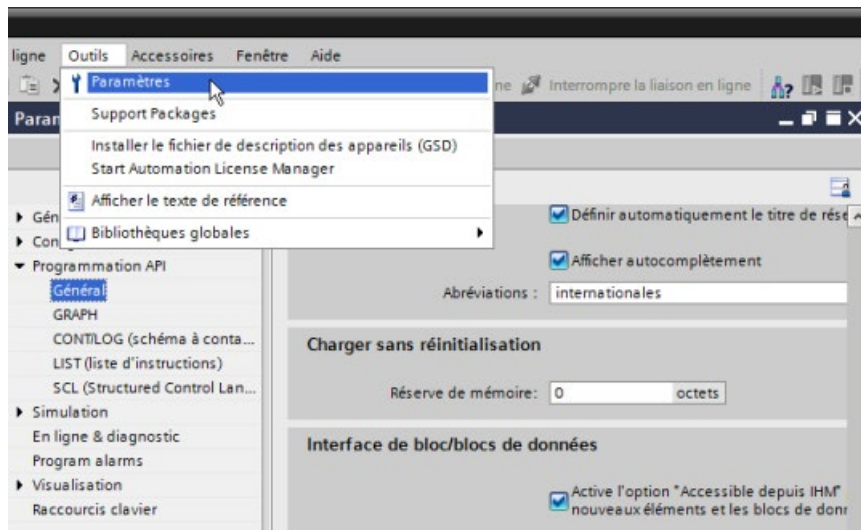 ligne Outils Accessoires Fenêtre Aide
Paramètres
ne Interrompre la liaison en ligne
Support Packages
Param
Installer le fichier de description des appareils (GSD)
Start Automation License Manager
Afficher le texte de référence
Bibliothèques globales
Gén
Con
Définir automatiquement le titre de rése
Programmation API
Afficher autocomplètement
Général
Abréviations : internationales
GRAPH
CONT/LOG (schéma à conta...
Charger sans réinitialisation
LIST (liste d'instructions)
SCL (Structured Control Lan...
Réserve de mémoire: 0 octets
Simulation
En ligne & diagnostic
Interface de bloc/blocs de données
Program alarms
Visualisation
Active l'option "Accessible depuis IHM"
Raccourcis clavier
nouveaux éléments et les blocs de donr